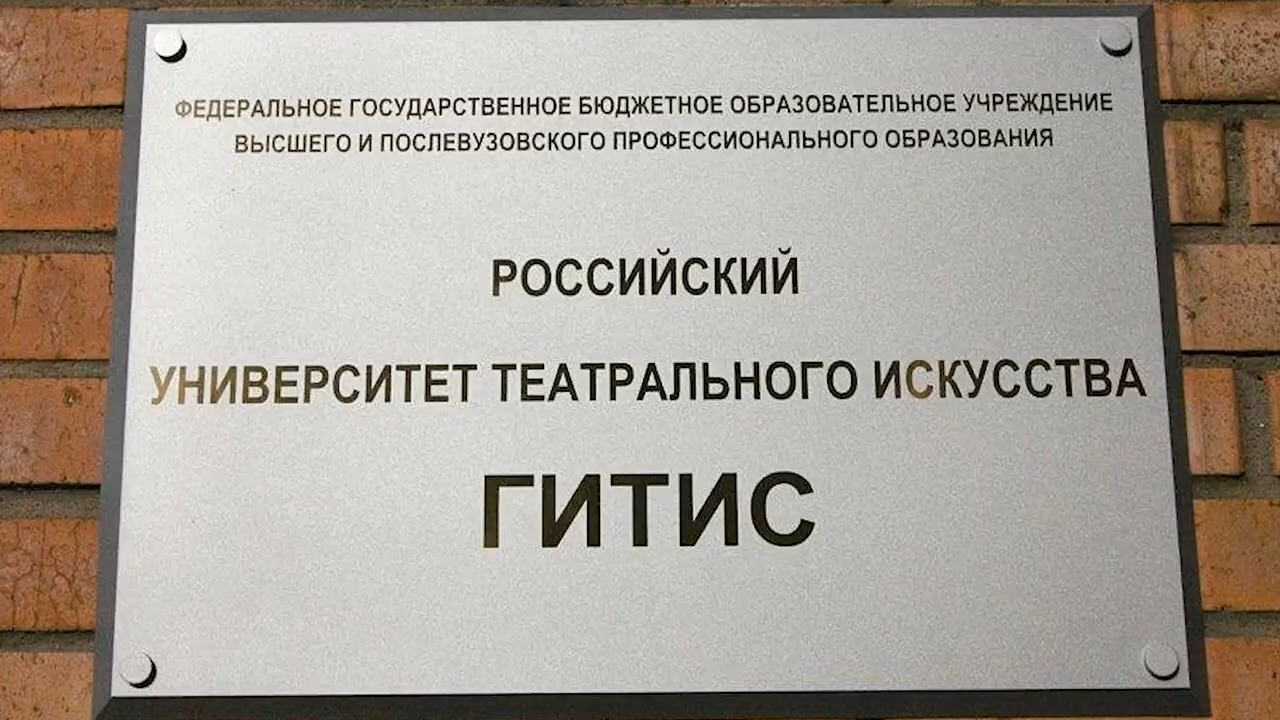 ФЕДЕРАЛЬНОЕ ГОСУДАРСТВЕННОЕ БЮДЖЕТНОЕ ОБРАЗОВАТЕЛЬНОЕ УЧРЕЖДЕНИЕ
ВЫСШЕГО И ПОСЛЕВУЗОВСКОГО ПРОФЕССИОНАЛЬНОГО ОБРАЗОВАНИЯ
РОССИЙСКИЙ
УНИВЕРСИТЕТ ТЕАТРАЛЬНОГО ИСКУССТВА
ГИТИС